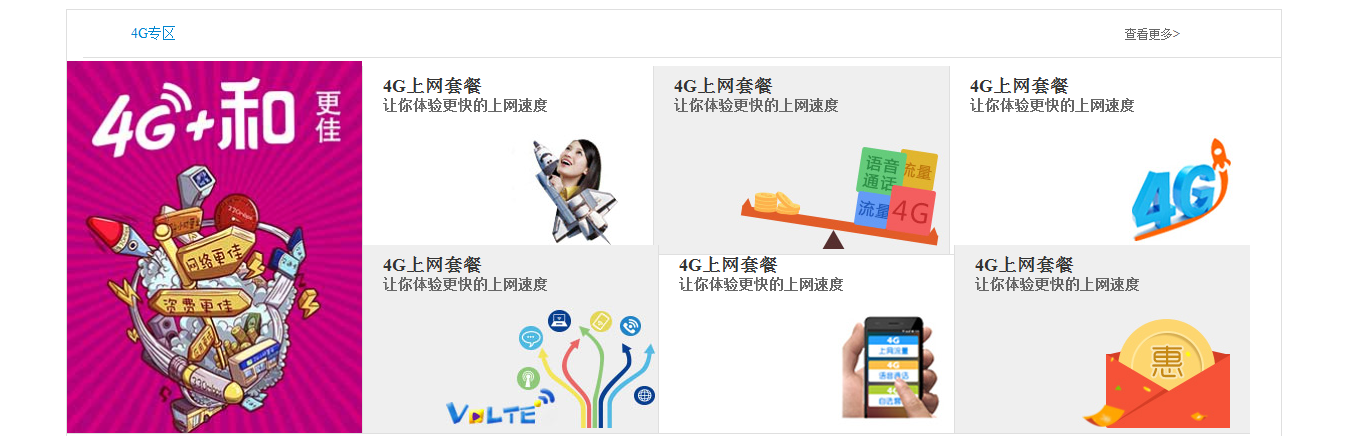 4G专区
查看更多>
4G+和 更佳
网络更佳
资费更佳
4G上网套餐
让你体验更快的上网速度
4G上网套餐
让你体验更快的上网速度
语音通话
流量
流量
4G
4G上网套餐
让你体验更快的上网速度
4G
4G上网套餐
让你体验更快的上网速度
VoLTE
4G上网套餐
让你体验更快的上网速度
4G
上网流量
4G
语音通话
4G
自选套
4G上网套餐
让你体验更快的上网速度
惠